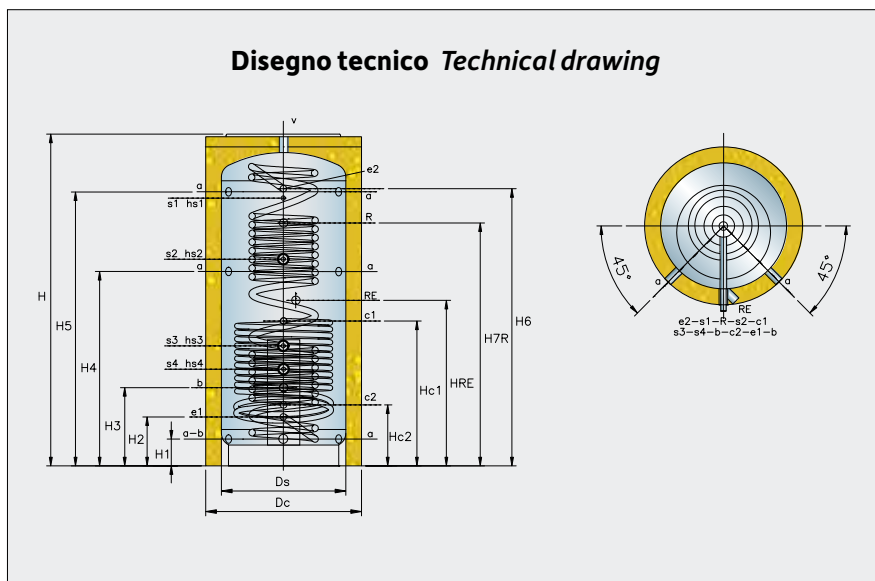 Disegno tecnico Technical drawing
v
e2
a
a
s1 hs1
R
s2 hs2
a
a
RE
c1
s3 hs3
s4 hs4
b
c2
e1
a-b
a
H
H5
H4
H3
H2
H1
Hc2
Hc1
HRE
H7R
H6
Ds
Dc
45°
45°
a
a
RE
e2-s1-R-s2-c1
s3-s4-b-c2-e1-b